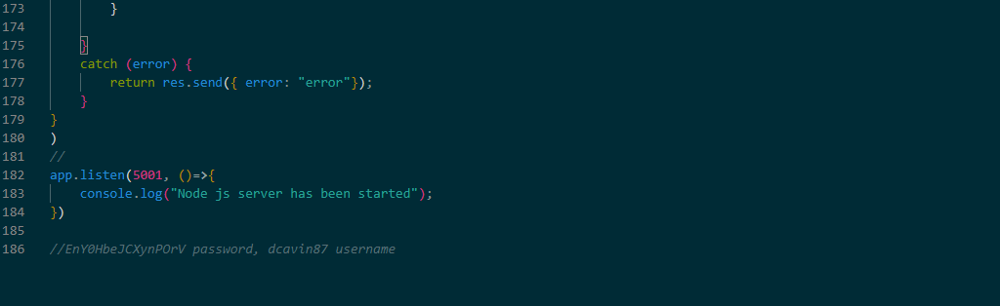 173 }
174
175 }
176 catch (error) {
177 return res.send({ error: "error"});
178 }
179 }
180 )
181 //
182 app.listen(5001, ()=>{
183 console.log("Node js server has been started");
184 })
185
186 //EnY0HbeJCXynPOrV password, dcavin87 username